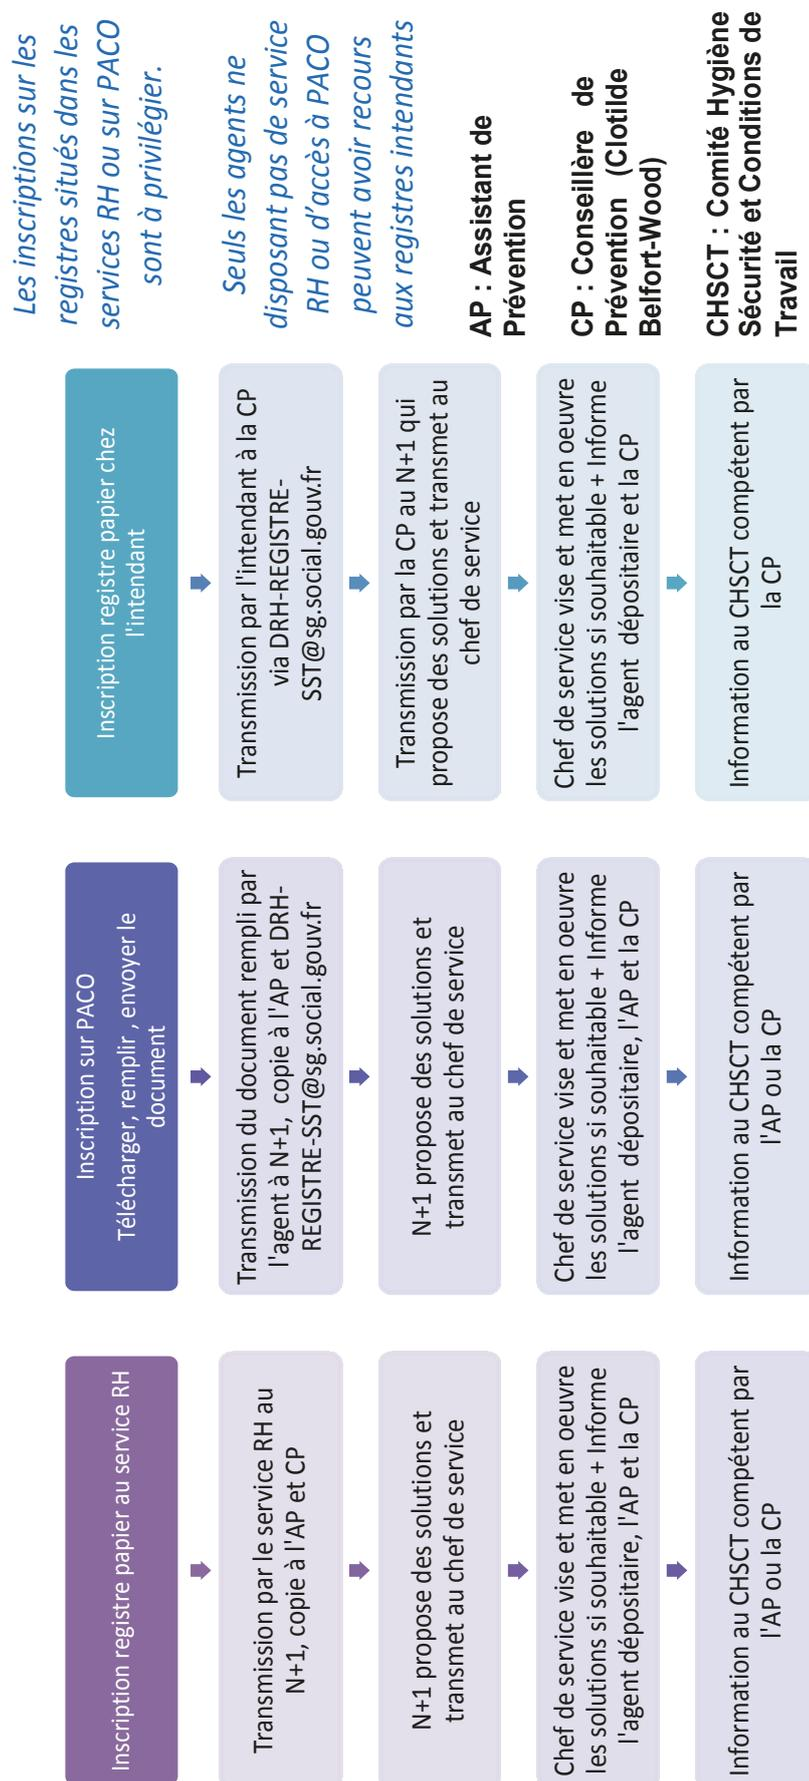 Inscription registre papier au service RH
Transmission par le service RH au
N+1, copie à l'AP et CP
N+1 propose des solutions et
transmet au chef de service
Chef de service vise et met en oeuvre
les solutions si souhaitable + Informe
l'agent dépositaire, l'AP et la CP
Information au CHSCT compétent par
l'AP ou la CP
Inscription sur PACO
Télécharger, remplir , envoyer le
document
Transmission du document rempli par
l'agent à N+1, copie à l'AP et DRH-
REGISTRE-SST@sg.social.gouv.fr
N+1 propose des solutions et
transmet au chef de service
Chef de service vise et met en oeuvre
les solutions si souhaitable + Informe
l'agent dépositaire, l'AP et la CP
Information au CHSCT compétent par
l'AP ou la CP
Inscription registre papier chez
l'intendant
Transmission par l'intendant à la CP
via DRH-REGISTRE-
SST@sg.social.gouv.fr
Transmission par la CP au N+1 qui
propose des solutions et transmet au
chef de service
Chef de service vise et met en oeuvre
les solutions si souhaitable + Informe
l'agent dépositaire et la CP
Information au CHSCT compétent par
la CP
Les inscriptions sur les
registres situés dans les
services RH ou sur PACO
sont à privilégier.
Seuls les agents ne
disposant pas de service
RH ou d'accès à PACO
peuvent avoir recours
aux registres intendants
AP : Assistant de
Prévention
CP : Conseillère de
Prévention (Clotilde
Belfort-Wood)
CHSCT : Comité Hygiène
Sécurité et Conditions de
Travail